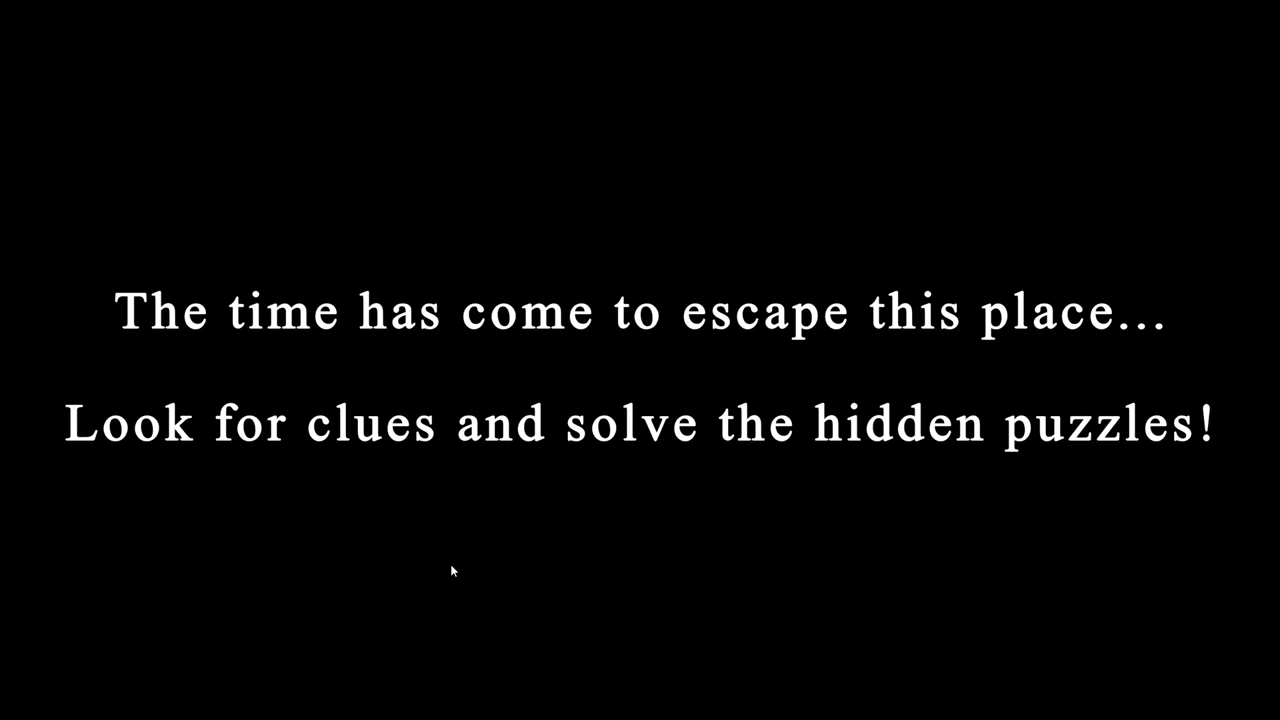 The time has come to escape this place...
Look for clues and solve the hidden puzzles!